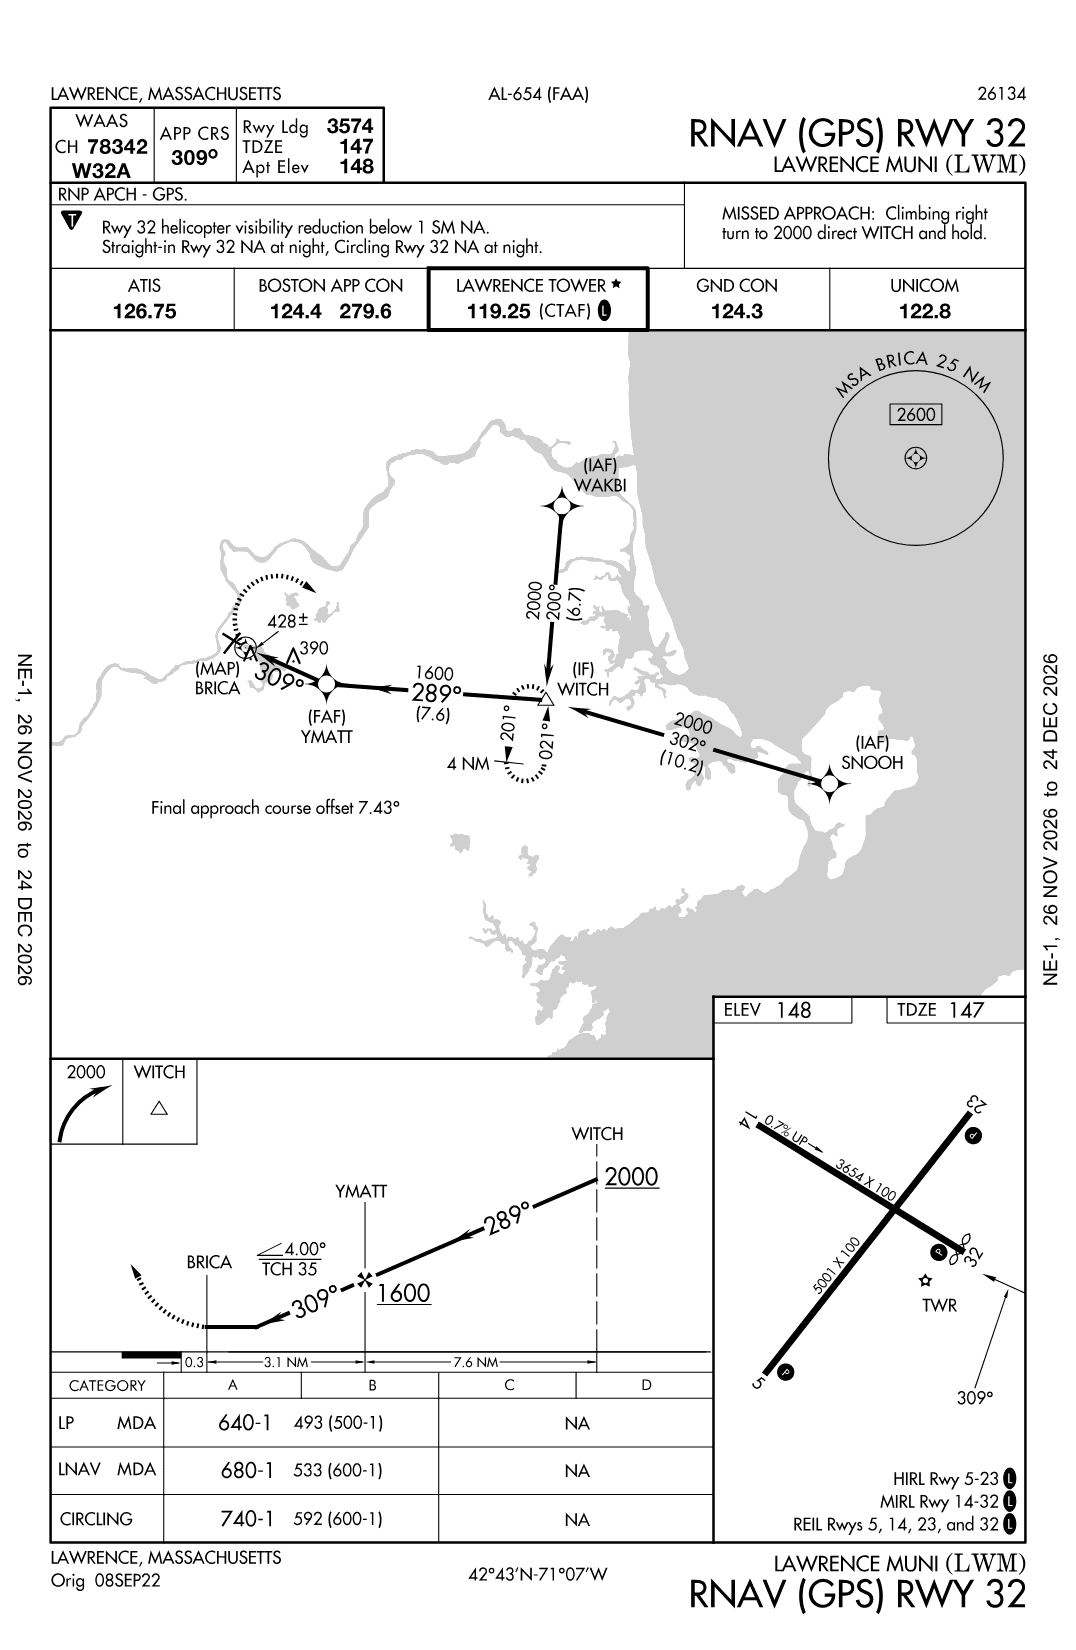 LAWRENCE, MASSACHUSETTS
AL-654 (FAA)
26134
WAAS
CH 78342
W32A
APP CRS
309°
Rwy Ldg 3574
TDZE 147
Apt Elev 148
RNAV (GPS) RWY 32
LAWRENCE MUNI (LWM)
RNP APCH - GPS.
T
Rwy 32 helicopter visibility reduction below 1 SM NA.
Straight-in Rwy 32 NA at night, Circling Rwy 32 NA at night.
MISSED APPROACH: Climbing right
turn to 2000 direct WITCH and hold.
ATIS
126.75
BOSTON APP CON
124.4 279.6
LAWRENCE TOWER ★
119.25 (CTAF) L
GND CON
124.3
UNICOM
122.8
MSA BRICA 25 NM
2600
(IAF)
WAKBI
2000
200°
(6.7)
428±
390
(MAP)
BRICA
309°
(FAF)
YMATT
1600
289°
(7.6)
(IF)
WITCH
201°
021°
4 NM
2000
302°
(10.2)
(IAF)
SNOOH
Final approach course offset 7.43°
NE-1, 26 NOV 2026 to 24 DEC 2026
NE-1, 26 NOV 2026 to 24 DEC 2026
ELEV 148
TDZE 147
14
0.7% UP
3654 X 100
23
P
5001 X 100
P
32
TWR
5
P
309°
HIRL Rwy 5-23 L
MIRL Rwy 14-32 L
REIL Rwys 5, 14, 23, and 32 L
2000
WITCH
WITCH
2000
YMATT
289°
BRICA
4.00°
TCH 35
309°
1600
0.3
3.1 NM
7.6 NM
CATEGORY A B C D
LP MDA 640-1 493 (500-1) NA
LNAV MDA 680-1 533 (600-1) NA
CIRCLING 740-1 592 (600-1) NA
LAWRENCE, MASSACHUSETTS
Orig 08SEP22
42°43'N-71°07'W
LAWRENCE MUNI (LWM)
RNAV (GPS) RWY 32